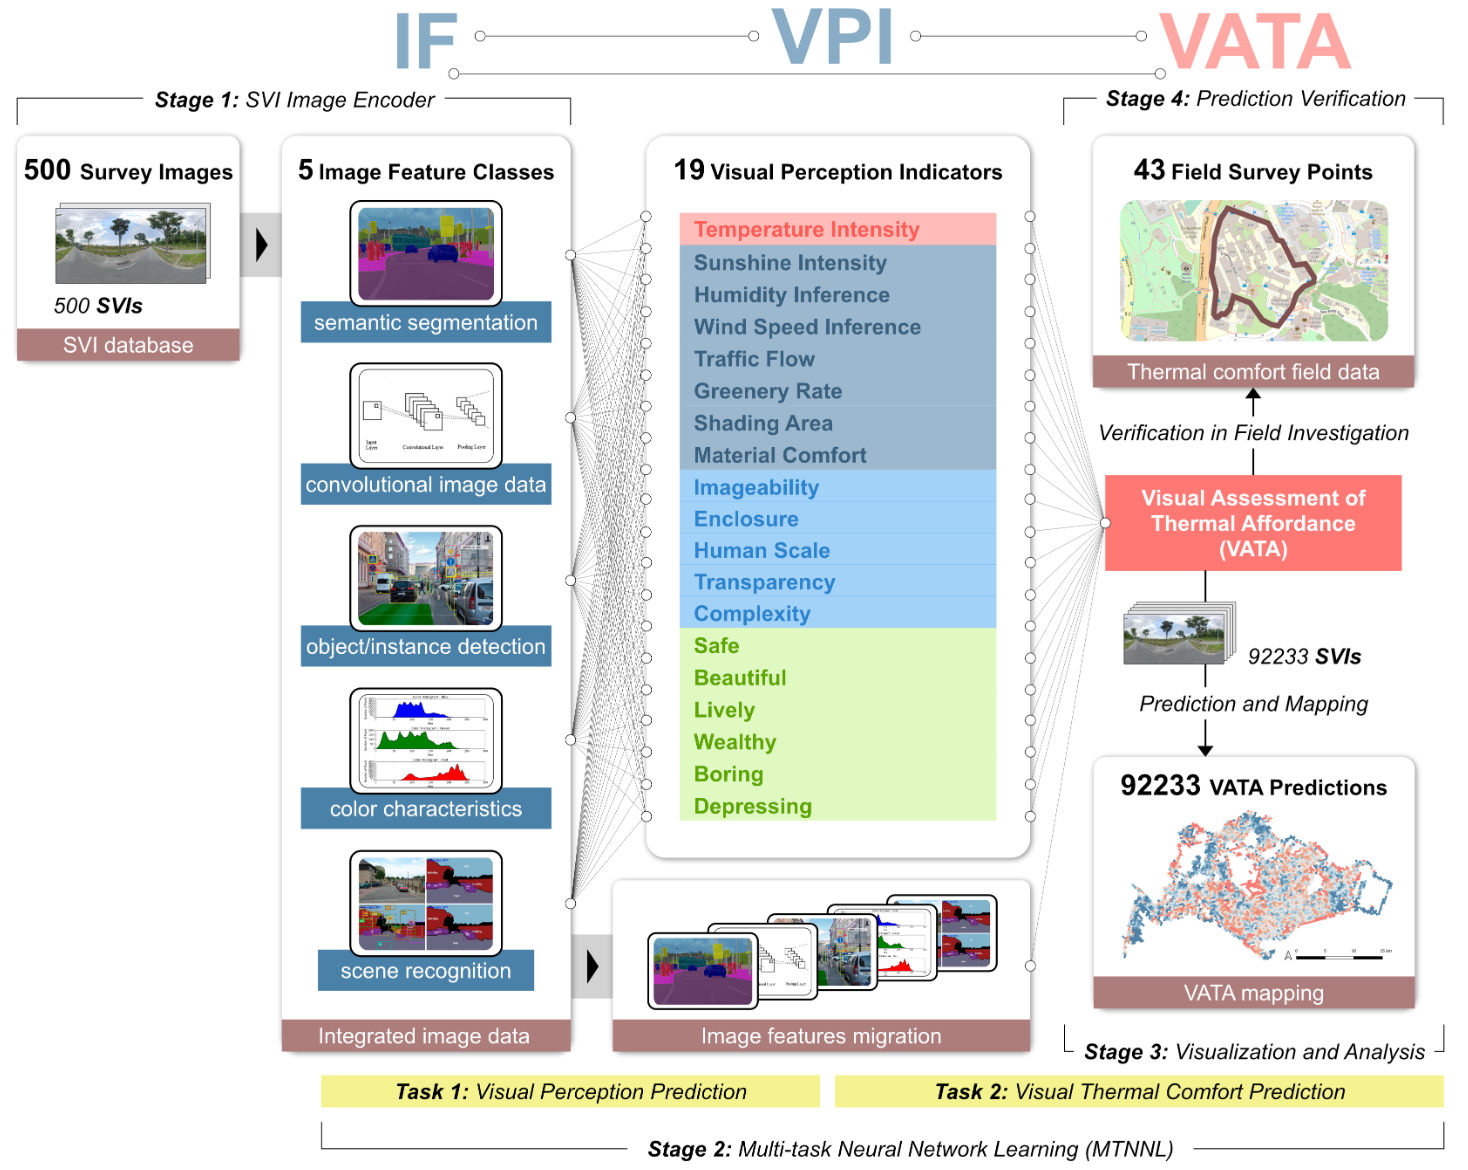 IF
VPI
VATA
Stage 1: SVI Image Encoder
Stage 4: Prediction Verification
500 Survey Images
500 SVIs
SVI database
5 Image Feature Classes
semantic segmentation
Input
Layer
Convolutional Layer
Pooling Layer
convolutional image data
object/instance detection
color characteristics
scene recognition
Integrated image data
19 Visual Perception Indicators
Temperature Intensity
Sunshine Intensity
Humidity Inference
Wind Speed Inference
Traffic Flow
Greenery Rate
Shading Area
Material Comfort
Imageability
Enclosure
Human Scale
Transparency
Complexity
Safe
Beautiful
Lively
Wealthy
Boring
Depressing
Image features migration
43 Field Survey Points
Thermal comfort field data
Verification in Field Investigation
Visual Assessment of
Thermal Affordance
(VATA)
92233 SVIs
Prediction and Mapping
92233 VATA Predictions
VATA mapping
Stage 3: Visualization and Analysis
Task 1: Visual Perception Prediction
Task 2: Visual Thermal Comfort Prediction
Stage 2: Multi-task Neural Network Learning (MTNNL)